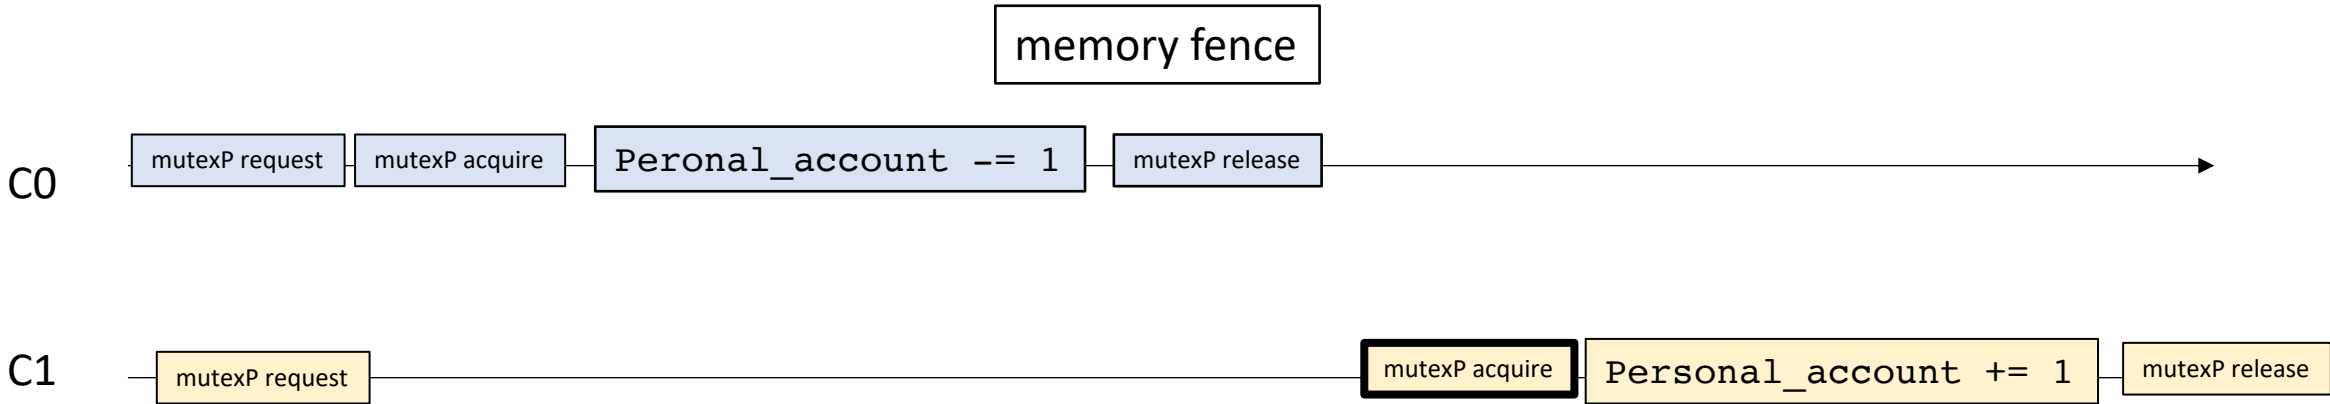 memory fence
C0
mutexP request
mutexP acquire
Peronal_account -= 1
mutexP release
C1
mutexP request
mutexP acquire
Personal_account += 1
mutexP release